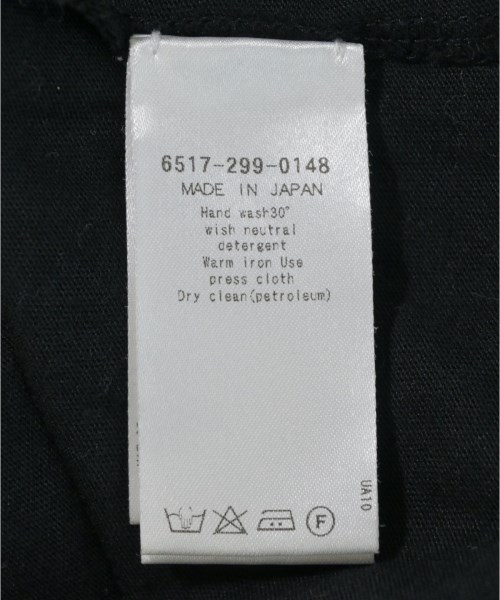 6517-299-0148
MADE IN JAPAN
Hand wash30°
wish neutral
detergent
Warm iron Use
press cloth
Dry clean(petroleum)
UA10
F